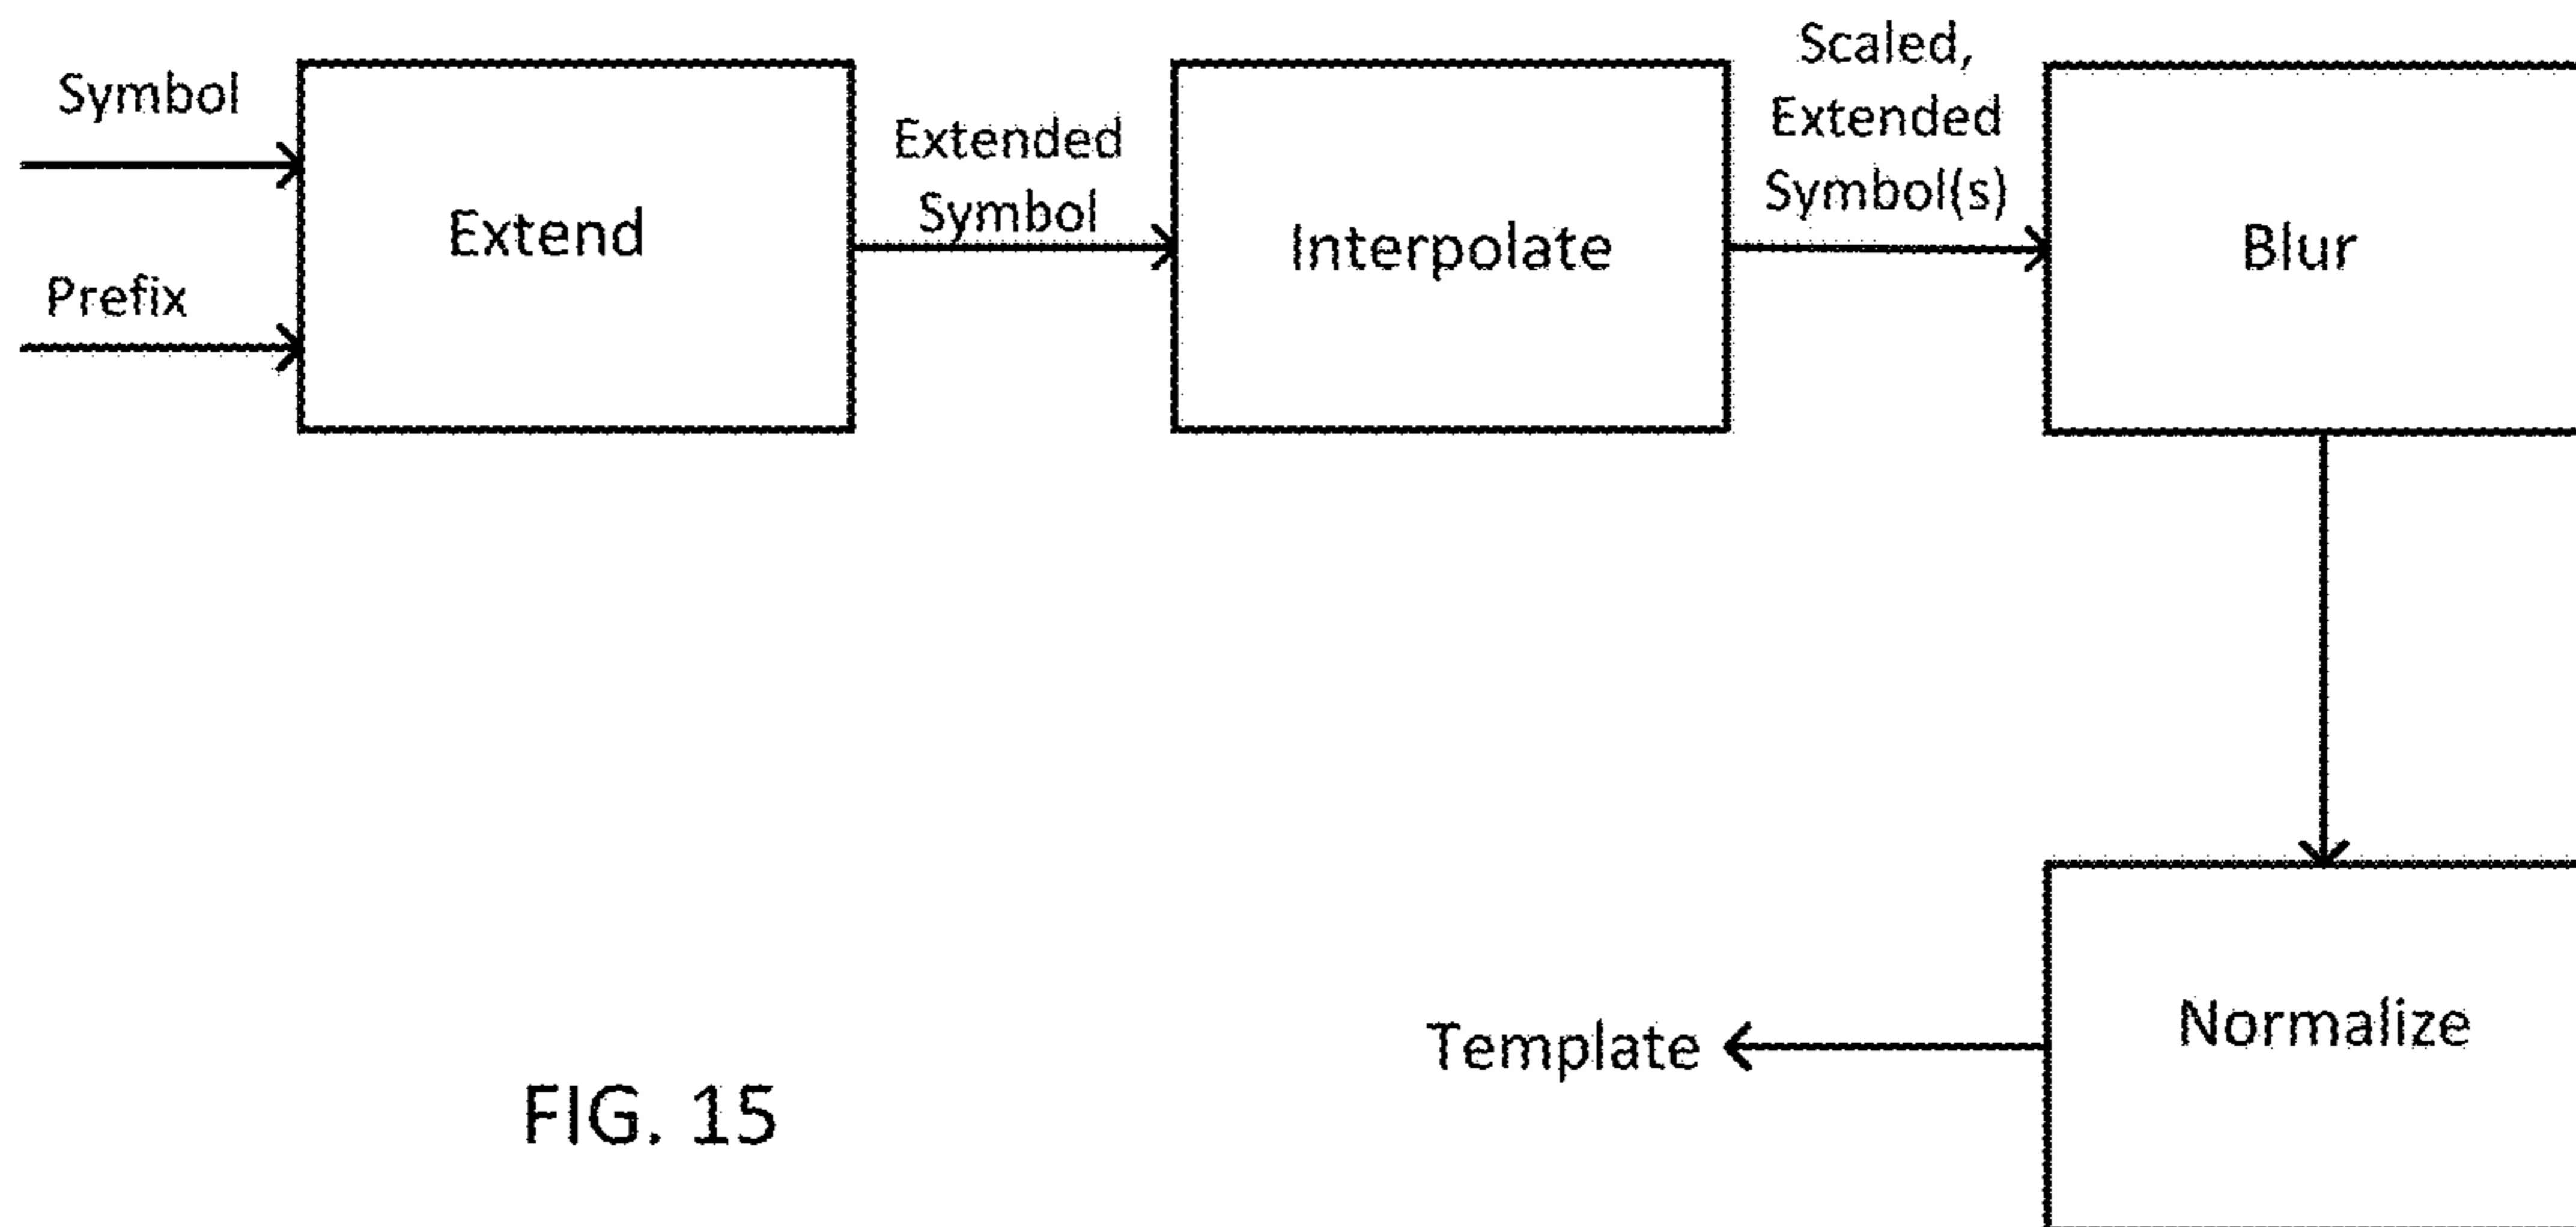 Symbol
Prefix
Extend
Extended
Symbol
Interpolate
Scaled,
Extended
Symbol(s)
Blur
Normalize
Template
FIG. 15